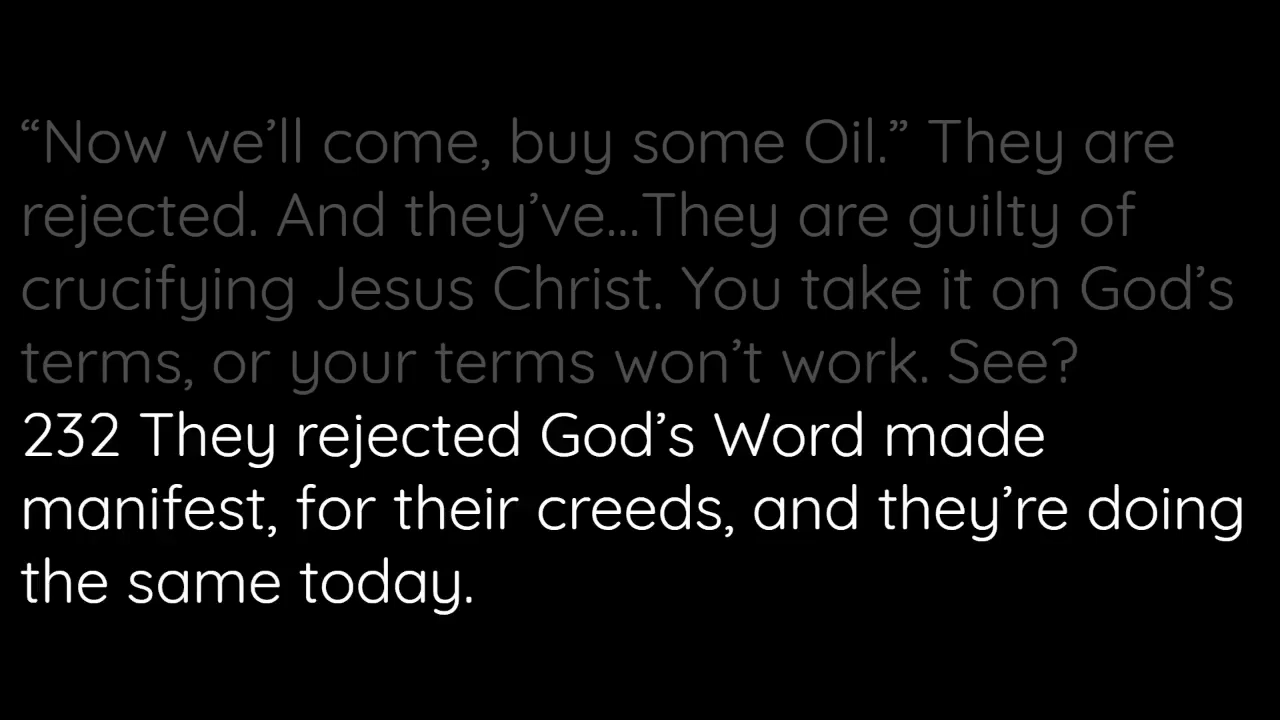 “Now we’ll come, buy some Oil.” They are
rejected. And they’ve...They are guilty of
crucifying Jesus Christ. You take it on God’s
terms, or your terms won’t work. See?
232 They rejected God’s Word made
manifest, for their creeds, and they’re doing
the same today.